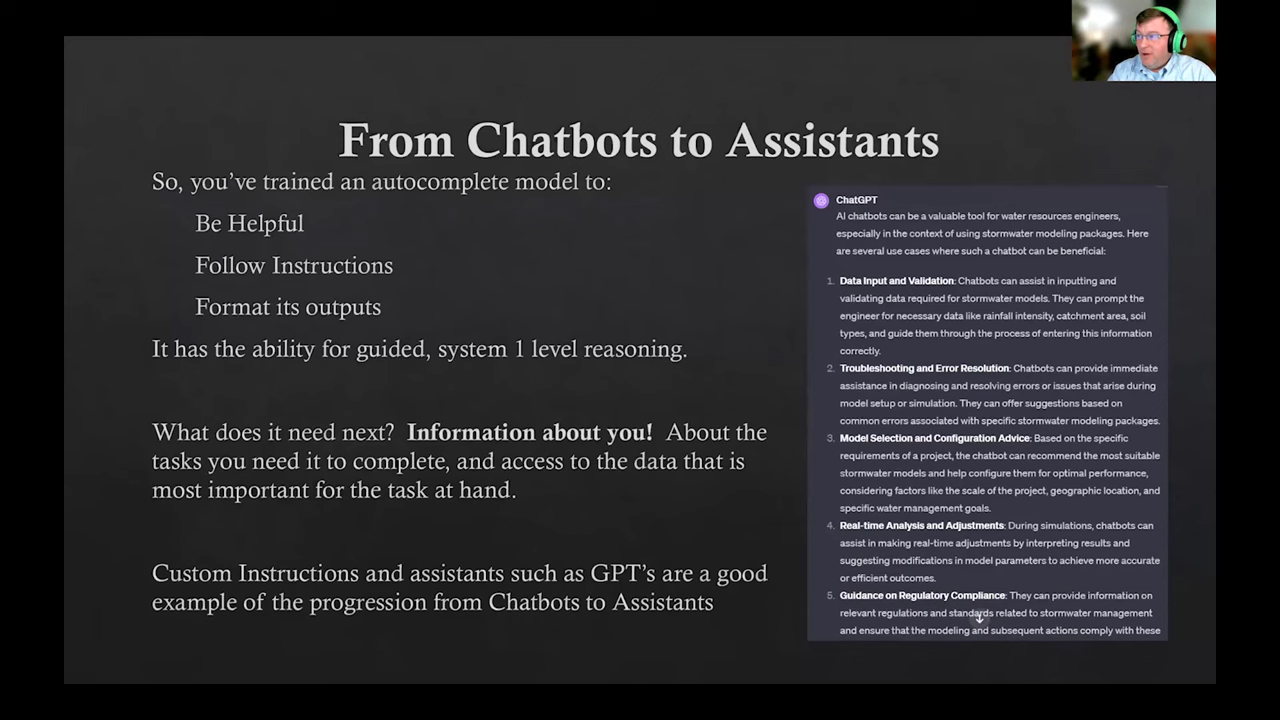 From Chatbots to Assistants
So, you’ve trained an autocomplete model to:
Be Helpful
Follow Instructions
Format its outputs
It has the ability for guided, system 1 level reasoning.
What does it need next?  Information about you!  About the
tasks you need it to complete, and access to the data that is
most important for the task at hand.
Custom Instructions and assistants such as GPT’s are a good
example of the progression from Chatbots to Assistants
ChatGPT
AI chatbots can be a valuable tool for water resources engineers,
especially in the context of using stormwater modeling packages. Here
are several use cases where such a chatbot can be beneficial:
1. Data Input and Validation: Chatbots can assist in inputting and
validating data required for stormwater models. They can prompt the
engineer for necessary data like rainfall intensity, catchment area, soil
types, and guide them through the process of entering this information
correctly.
2. Troubleshooting and Error Resolution: Chatbots can provide immediate
assistance in diagnosing and resolving errors or issues that arise during
model setup or simulation. They can offer suggestions based on
common errors associated with specific stormwater modeling packages.
3. Model Selection and Configuration Advice: Based on the specific
requirements of a project, the chatbot can recommend the most suitable
stormwater models and help configure them for optimal performance,
considering factors like the scale of the project, geographic location, and
specific water management goals.
4. Real-time Analysis and Adjustments: During simulations, chatbots can
assist in making real-time adjustments by interpreting results and
suggesting modifications in model parameters to achieve more accurate
or efficient outcomes.
5. Guidance on Regulatory Compliance: They can provide information on
relevant regulations and standards related to stormwater management
and ensure that the modeling and subsequent actions comply with these